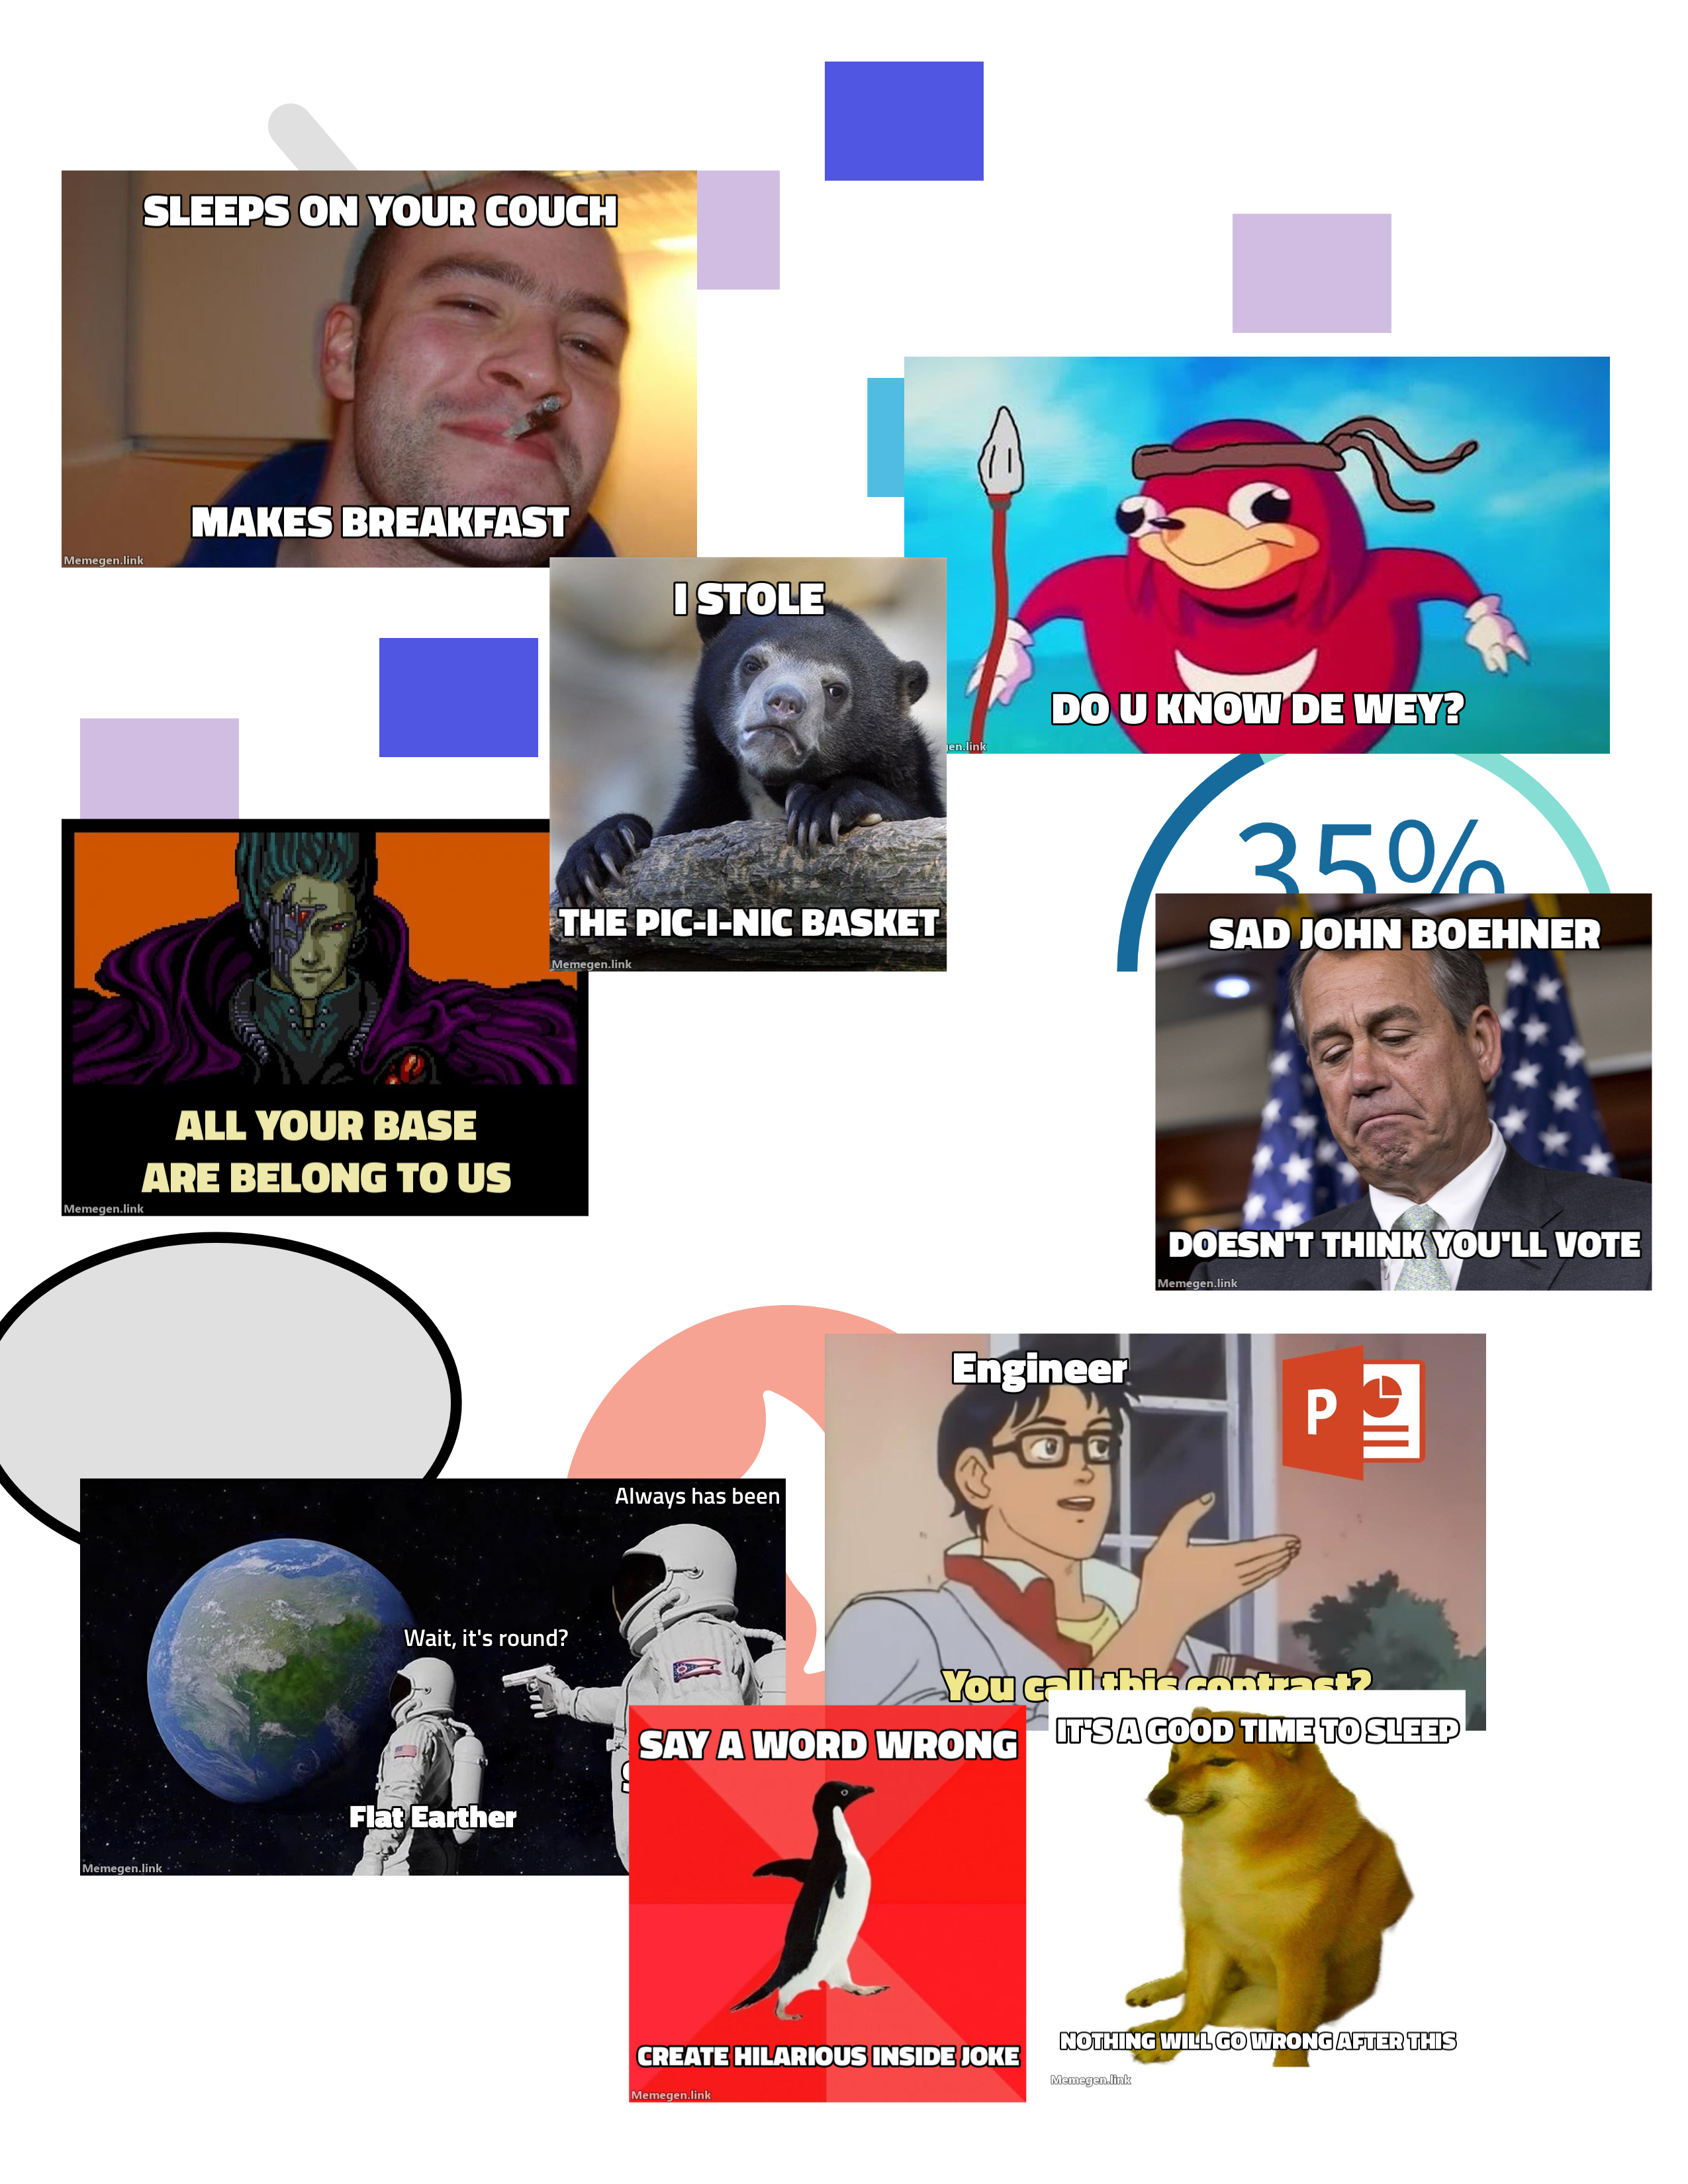 SLEEPS ON YOUR COUCH
MAKES BREAKFAST
Memegen.link
DO U KNOW DE WEY?
en.link
I STOLE
THE PIC-I-NIC BASKET
Memegen.link
35%
ALL YOUR BASE
ARE BELONG TO US
Memegen.link
SAD JOHN BOEHNER
DOESN'T THINK YOU'LL VOTE
Memegen.link
Engineer
P
You call this contrast?
Always has been
Wait, it's round?
Flat Earther
Memegen.link
SAY A WORD WRONG
CREATE HILARIOUS INSIDE JOKE
Memegen.link
IT'S A GOOD TIME TO SLEEP
NOTHING WILL GO WRONG AFTER THIS
Memegen.link